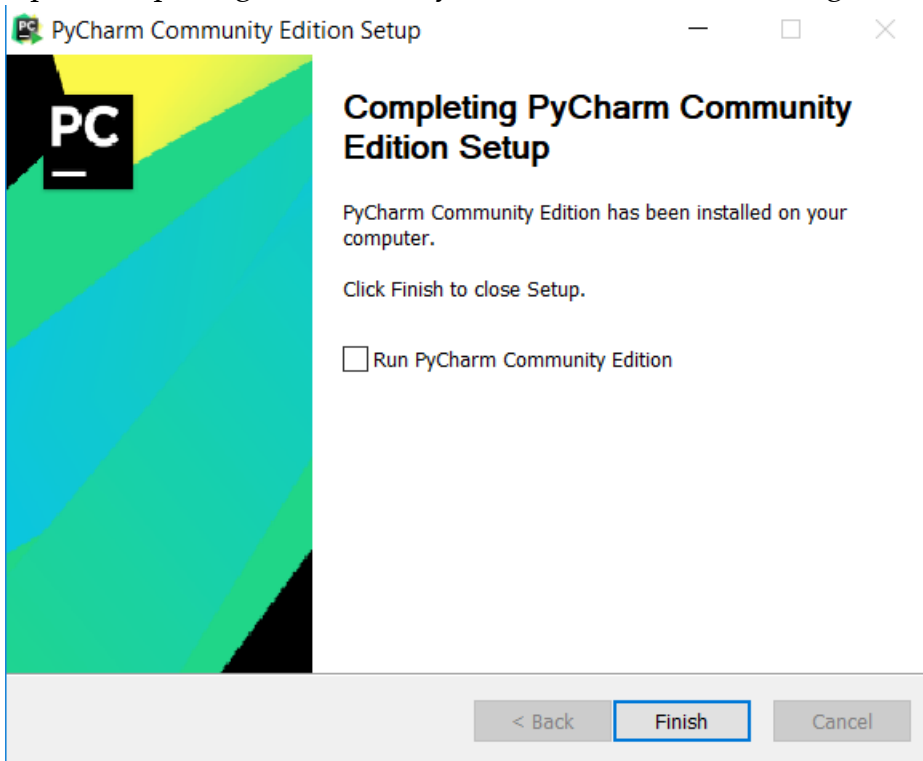 PyCharm Community Edition Setup
PC
Completing PyCharm Community
Edition Setup
PyCharm Community Edition has been installed on your
computer.
Click Finish to close Setup.
Run PyCharm Community Edition
< Back Finish Cancel